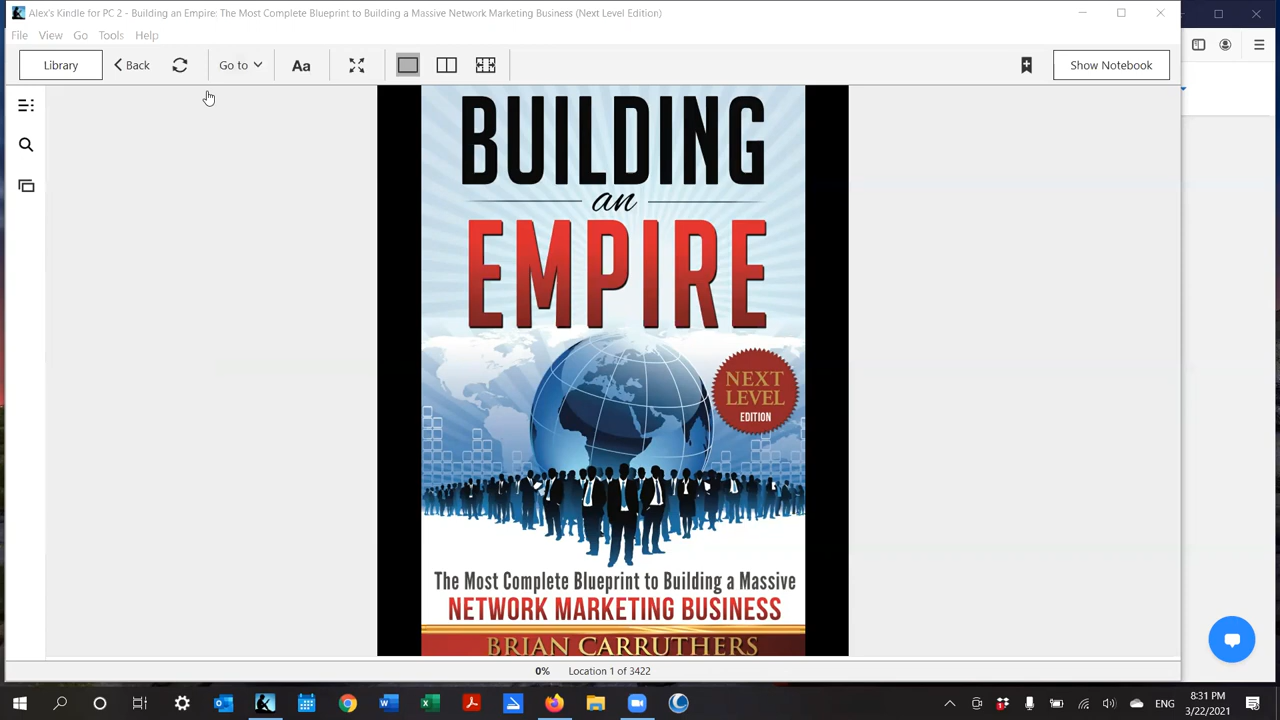 Alex's Kindle for PC 2 - Building an Empire: The Most Complete Blueprint to Building a Massive Network Marketing Business (Next Level Edition)
File View Go Tools Help
Library Back Go to Aa Show Notebook
BUILDING
an
EMPIRE
NEXT
LEVEL
EDITION
The Most Complete Blueprint to Building a Massive
NETWORK MARKETING BUSINESS
BRIAN CARRUTHERS
0% Location 1 of 3422
ENG
8:31 PM
3/22/2021